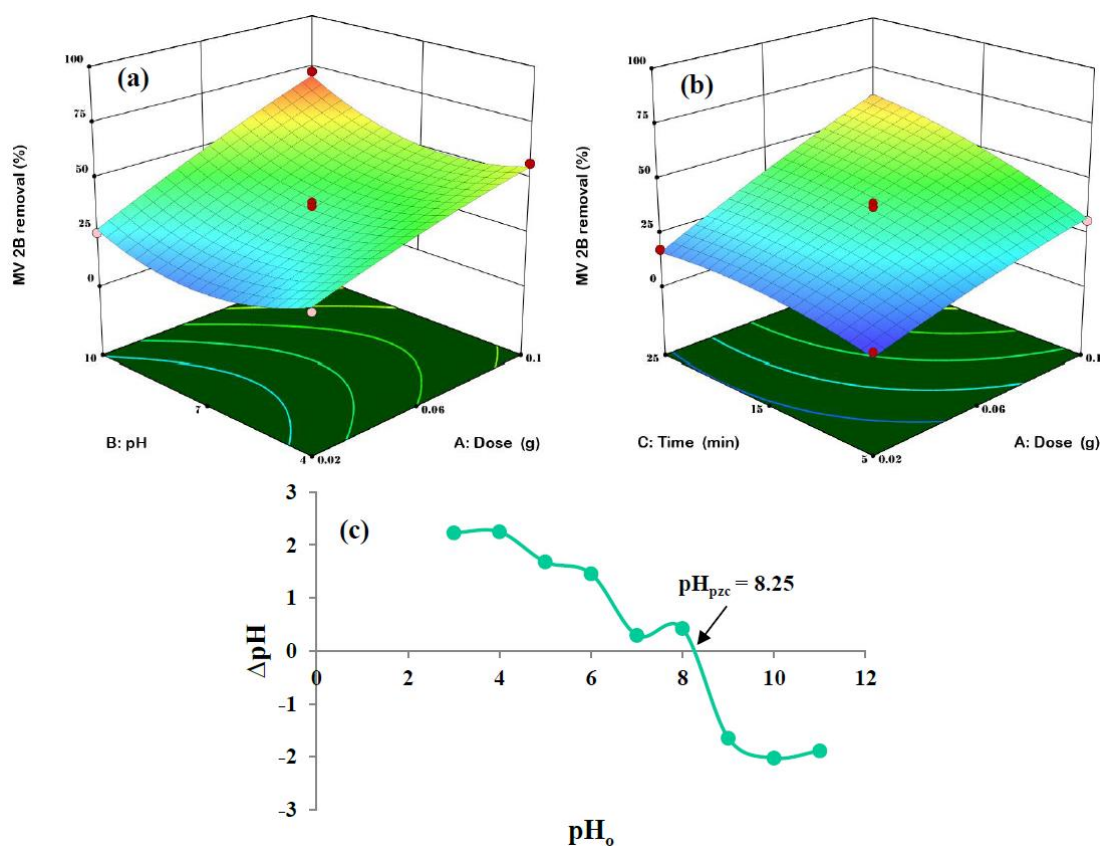 (a)
100
75
50
25
0
MV 2B removal (%)
10
7
4
B: pH
0.02
0.06
0.1
A: Dose (g)
(b)
100
75
50
25
0
MV 2B removal (%)
25
15
5
C: Time (min)
0.02
0.06
0.1
A: Dose (g)
(c)
3
2
1
0
-1
-2
-3
ΔpH
pHpzc = 8.25
0 2 4 6 8 10 12
pHo